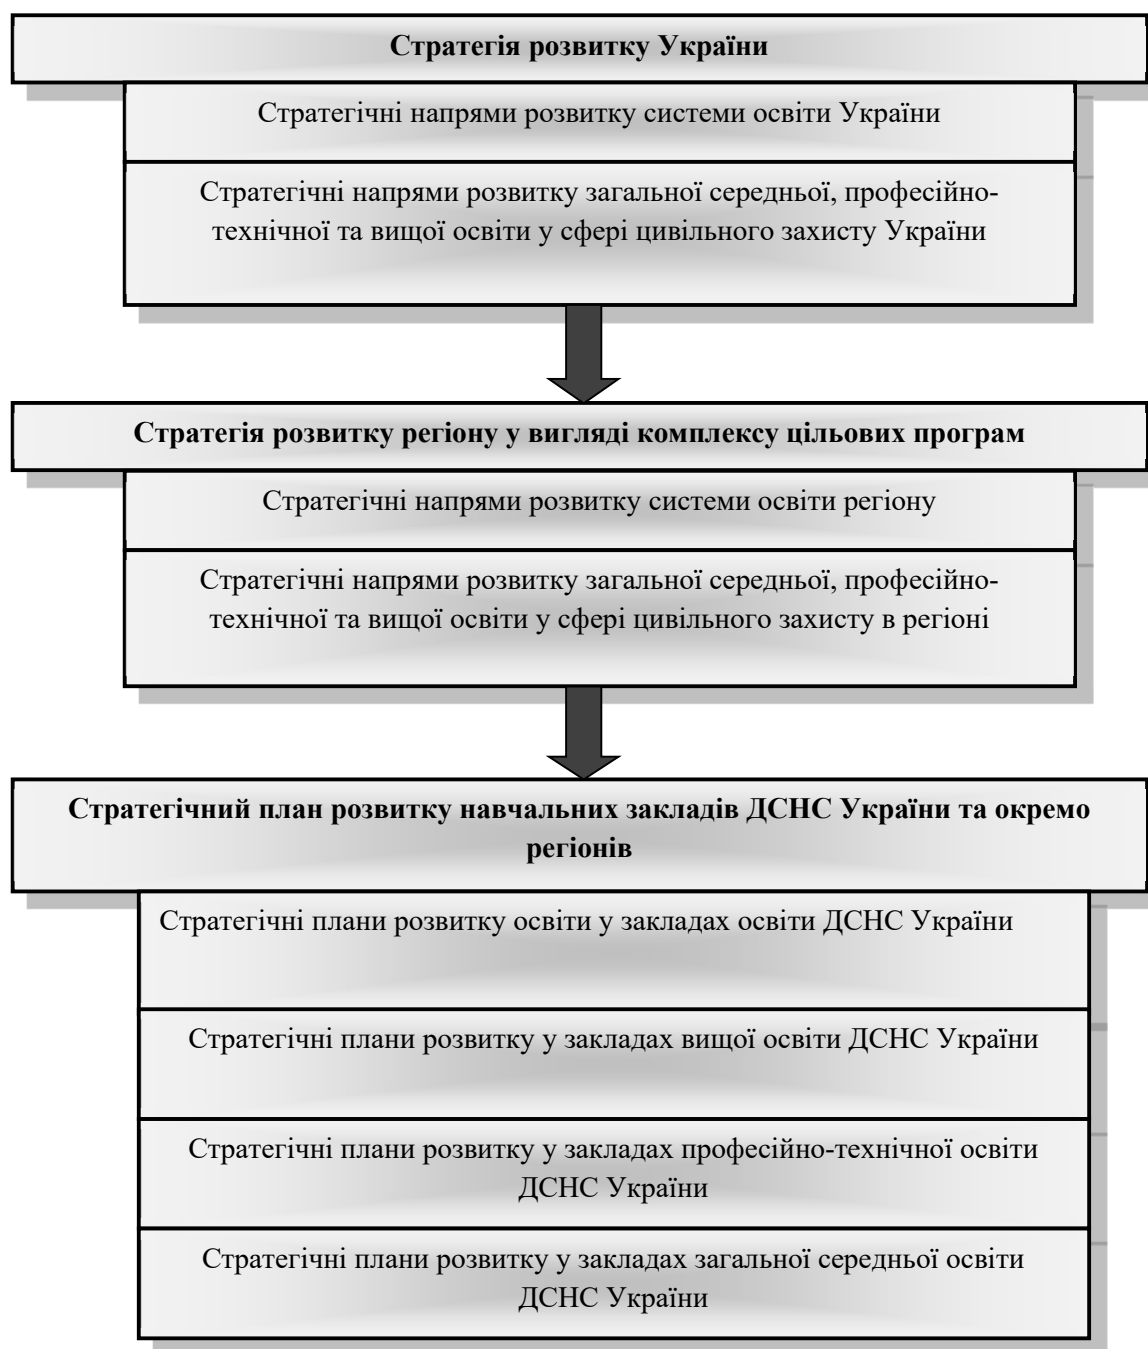 Стратегія розвитку України
Стратегічні напрями розвитку системи освіти України
Стратегічні напрями розвитку загальної середньої, професійно-
технічної та вищої освіти у сфері цивільного захисту України
Стратегія розвитку регіону у вигляді комплексу цільових програм
Стратегічні напрями розвитку системи освіти регіону
Стратегічні напрями розвитку загальної середньої, професійно-
технічної та вищої освіти у сфері цивільного захисту в регіоні
Стратегічний план розвитку навчальних закладів ДСНС України та окремо
регіонів
Стратегічні плани розвитку освіти у закладах освіти ДСНС України
Стратегічні плани розвитку у закладах вищої освіти ДСНС України
Стратегічні плани розвитку у закладах професійно-технічної освіти
ДСНС України
Стратегічні плани розвитку у закладах загальної середньої освіти
ДСНС України